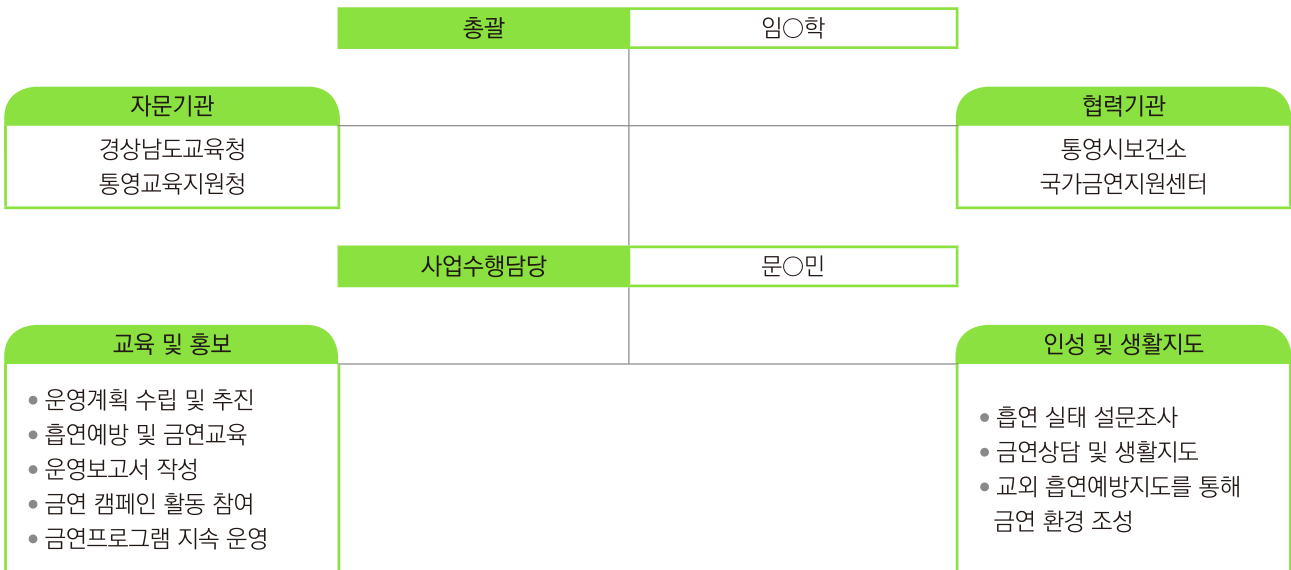 총괄
임○학
자문기관
경상남도교육청
통영교육지원청
협력기관
통영시보건소
국가금연지원센터
사업수행담당
문○민
교육 및 홍보
● 운영계획 수립 및 추진
● 흡연예방 및 금연교육
● 운영보고서 작성
● 금연 캠페인 활동 참여
● 금연프로그램 지속 운영
인성 및 생활지도
● 흡연 실태 설문조사
● 금연상담 및 생활지도
● 교외 흡연예방지도를 통해
금연 환경 조성